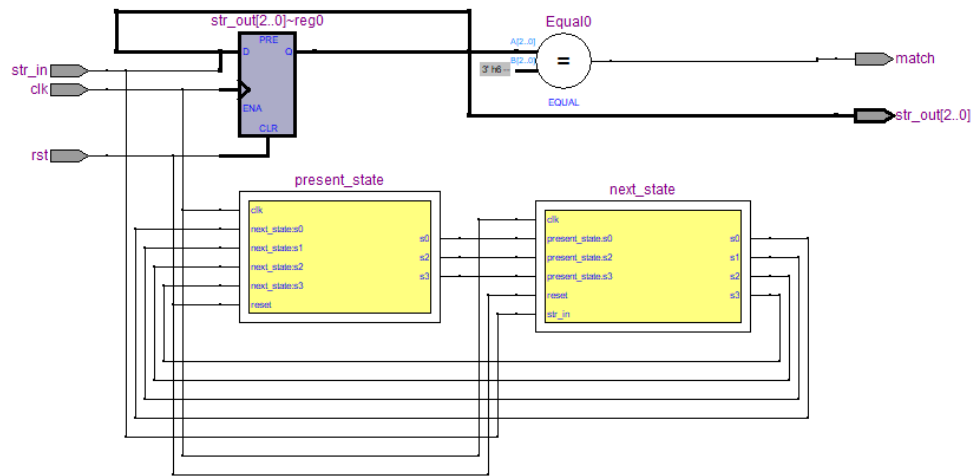 str_out[2..0]~reg0
Equal0
PRE
D
Q
A[2..0]
B[2..0]
3' h6 --
=
EQUAL
ENA
CLR
str_in
clk
rst
match
str_out[2..0]
present_state
clk
next_state:s0
next_state:s1
next_state:s2
next_state:s3
reset
s0
s2
s3
next_state
clk
present_state.s0
present_state.s2
present_state.s3
reset
str_in
s0
s1
s2
s3